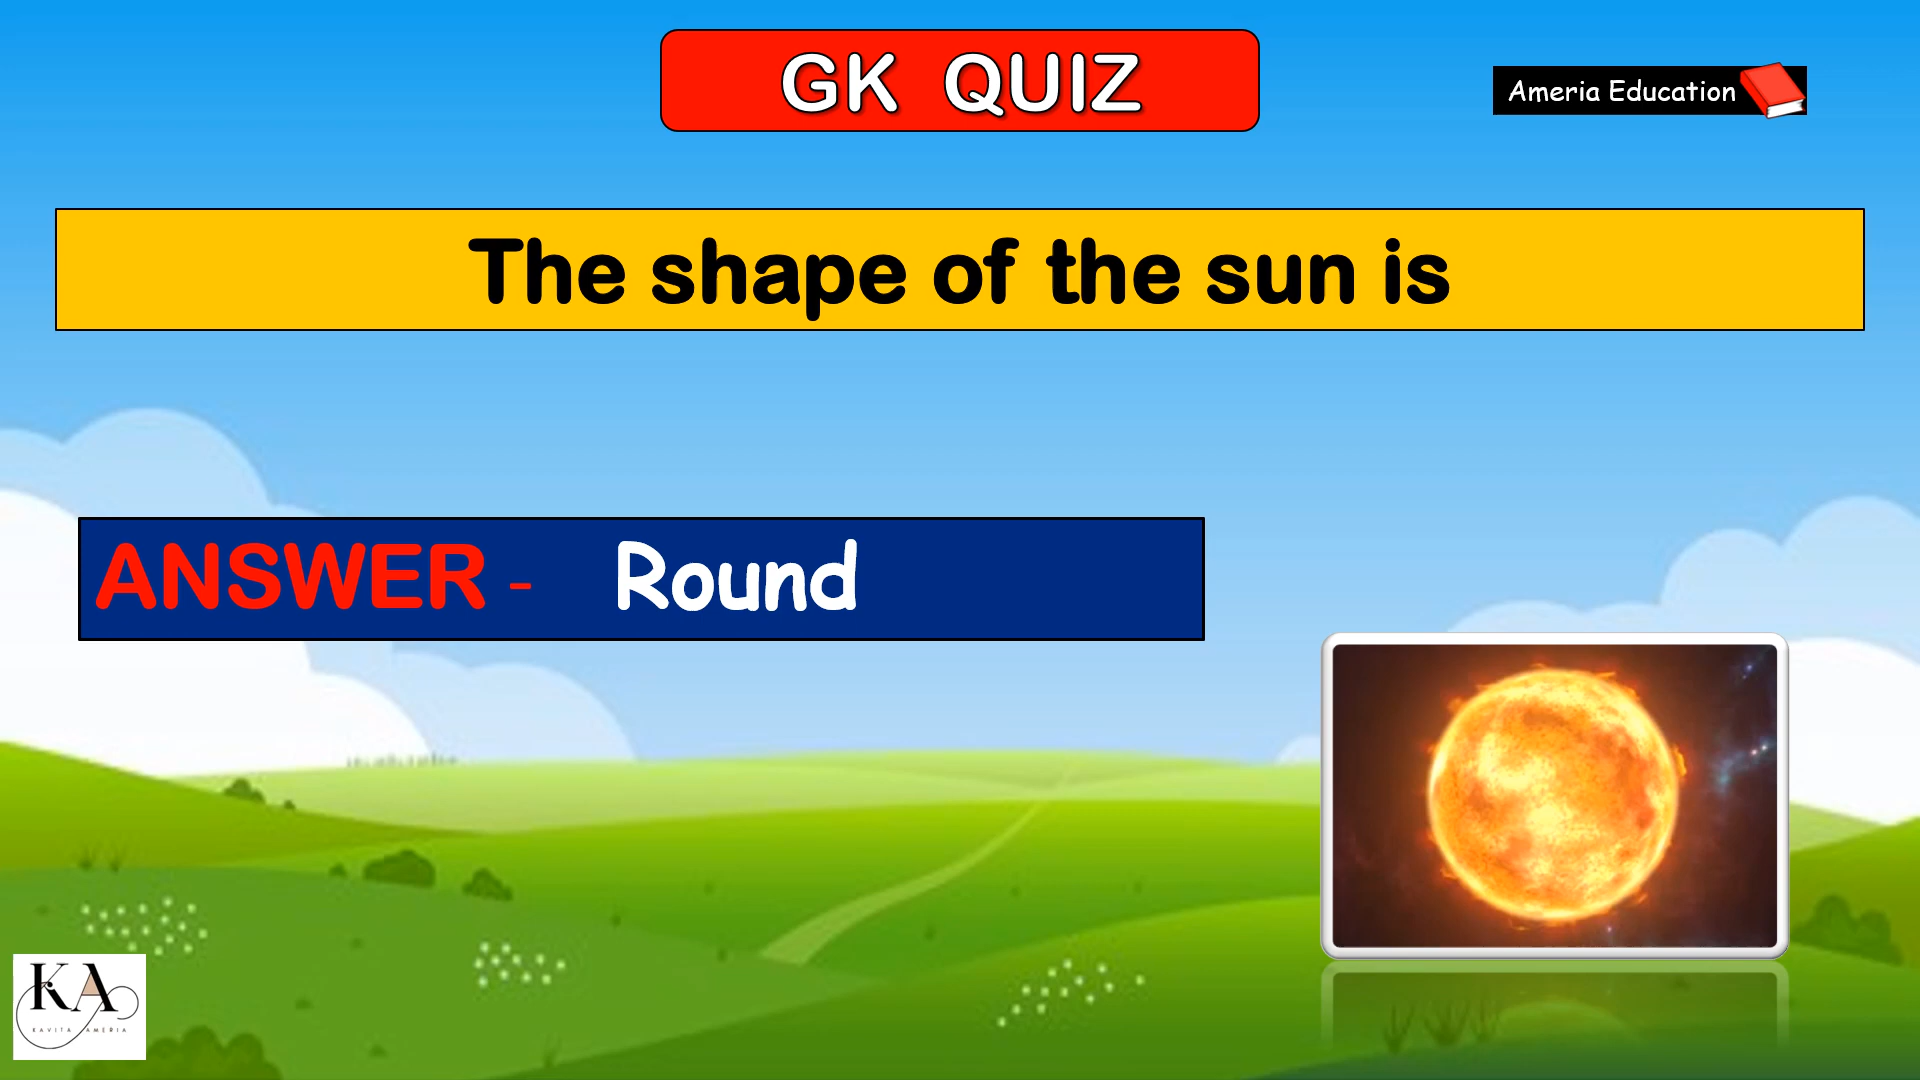 GK QUIZ
Ameria Education
The shape of the sun is
ANSWER - Round
KA
KAVITA AMERIA